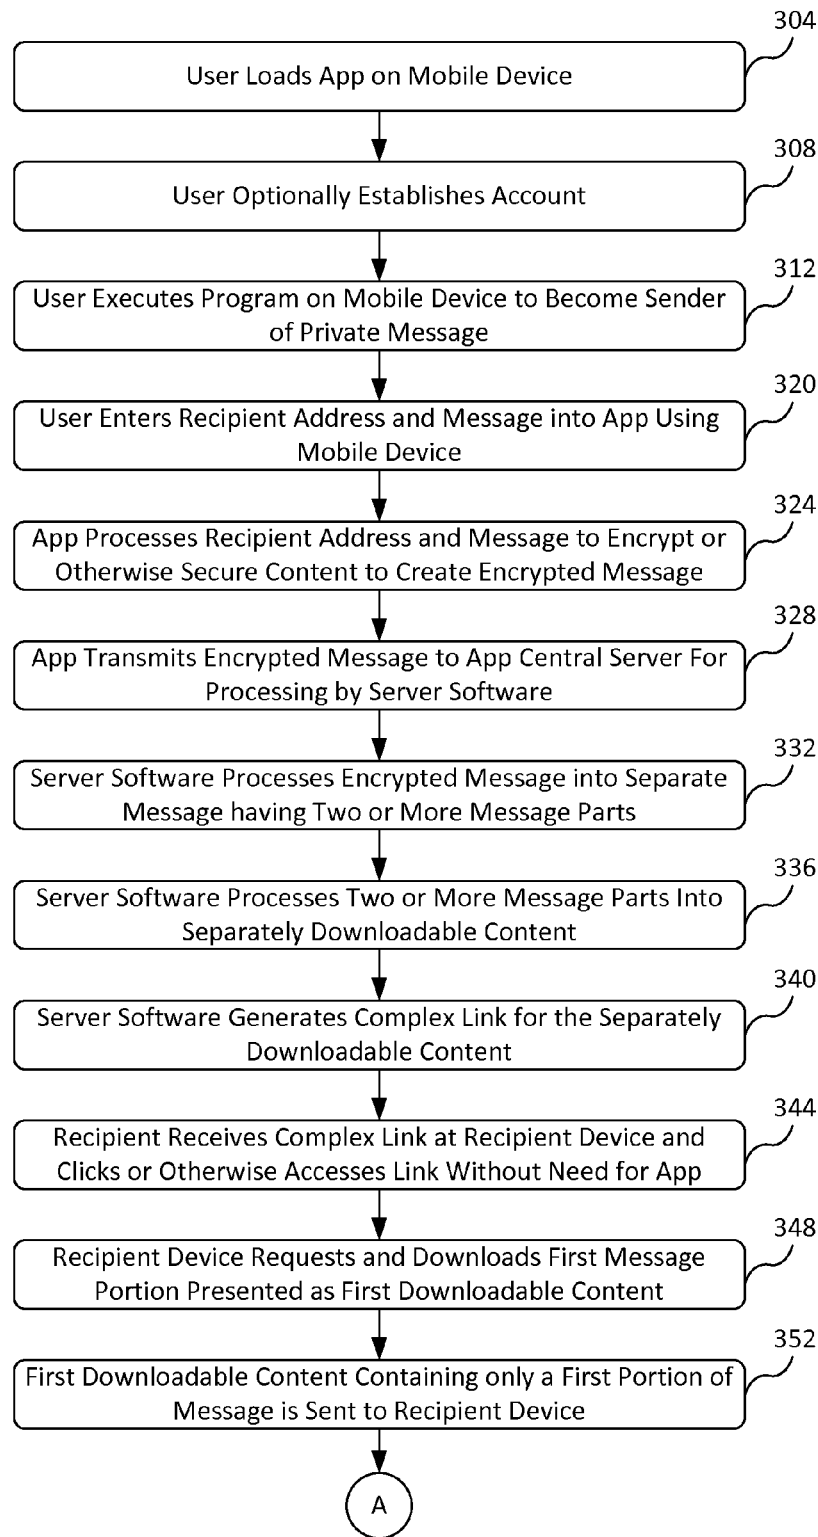 304
User Loads App on Mobile Device
308
User Optionally Establishes Account
312
User Executes Program on Mobile Device to Become Sender
of Private Message
320
User Enters Recipient Address and Message into App Using
Mobile Device
324
App Processes Recipient Address and Message to Encrypt or
Otherwise Secure Content to Create Encrypted Message
328
App Transmits Encrypted Message to App Central Server For
Processing by Server Software
332
Server Software Processes Encrypted Message into Separate
Message having Two or More Message Parts
336
Server Software Processes Two or More Message Parts Into
Separately Downloadable Content
340
Server Software Generates Complex Link for the Separately
Downloadable Content
344
Recipient Receives Complex Link at Recipient Device and
Clicks or Otherwise Accesses Link Without Need for App
348
Recipient Device Requests and Downloads First Message
Portion Presented as First Downloadable Content
352
First Downloadable Content Containing only a First Portion of
Message is Sent to Recipient Device
A